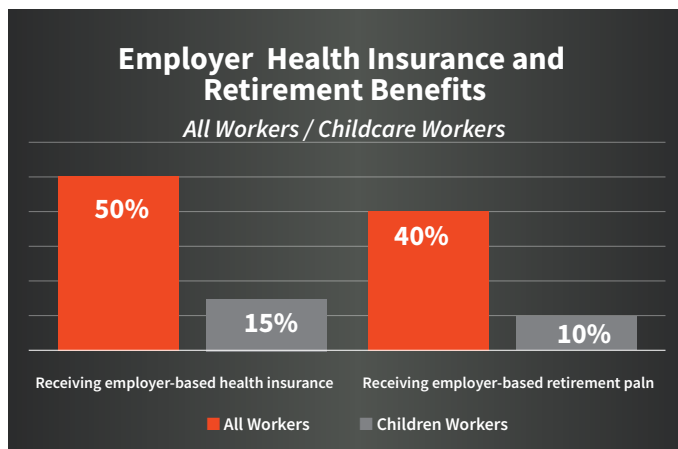 Employer Health Insurance and
Retirement Benefits
All Workers / Childcare Workers
50%
15%
40%
10%
Receiving employer-based health insurance
Receiving employer-based retirement paln
All Workers
Children Workers